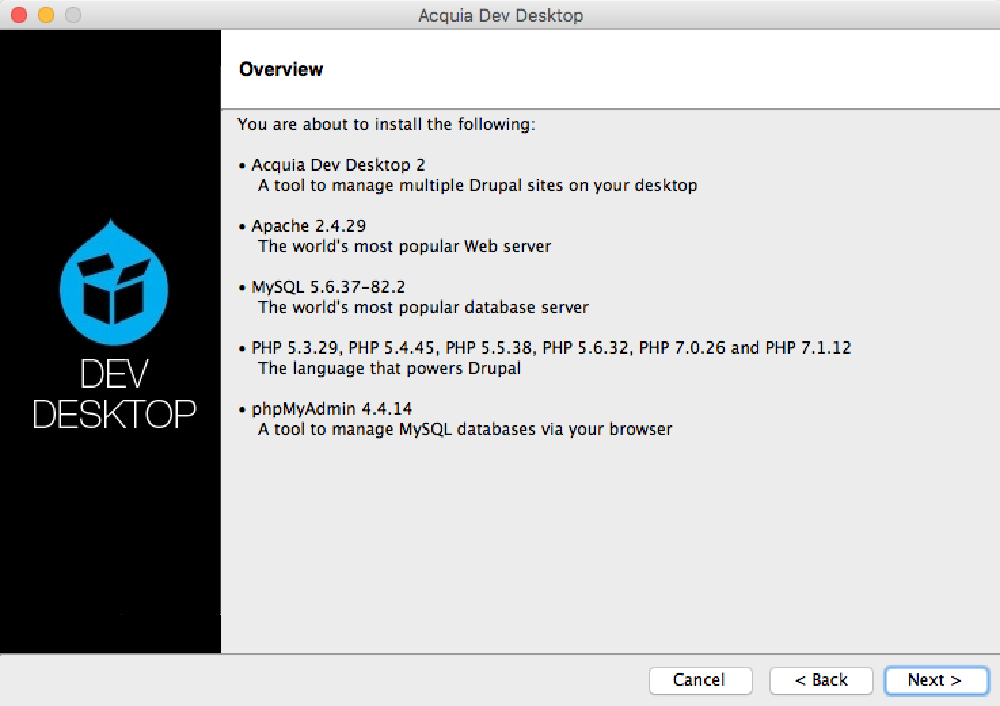 Acquia Dev Desktop
DEV
DESKTOP
Overview
You are about to install the following:
• Acquia Dev Desktop 2
A tool to manage multiple Drupal sites on your desktop
• Apache 2.4.29
The world's most popular Web server
• MySQL 5.6.37-82.2
The world's most popular database server
• PHP 5.3.29, PHP 5.4.45, PHP 5.5.38, PHP 5.6.32, PHP 7.0.26 and PHP 7.1.12
The language that powers Drupal
• phpMyAdmin 4.4.14
A tool to manage MySQL databases via your browser
Cancel
< Back
Next >